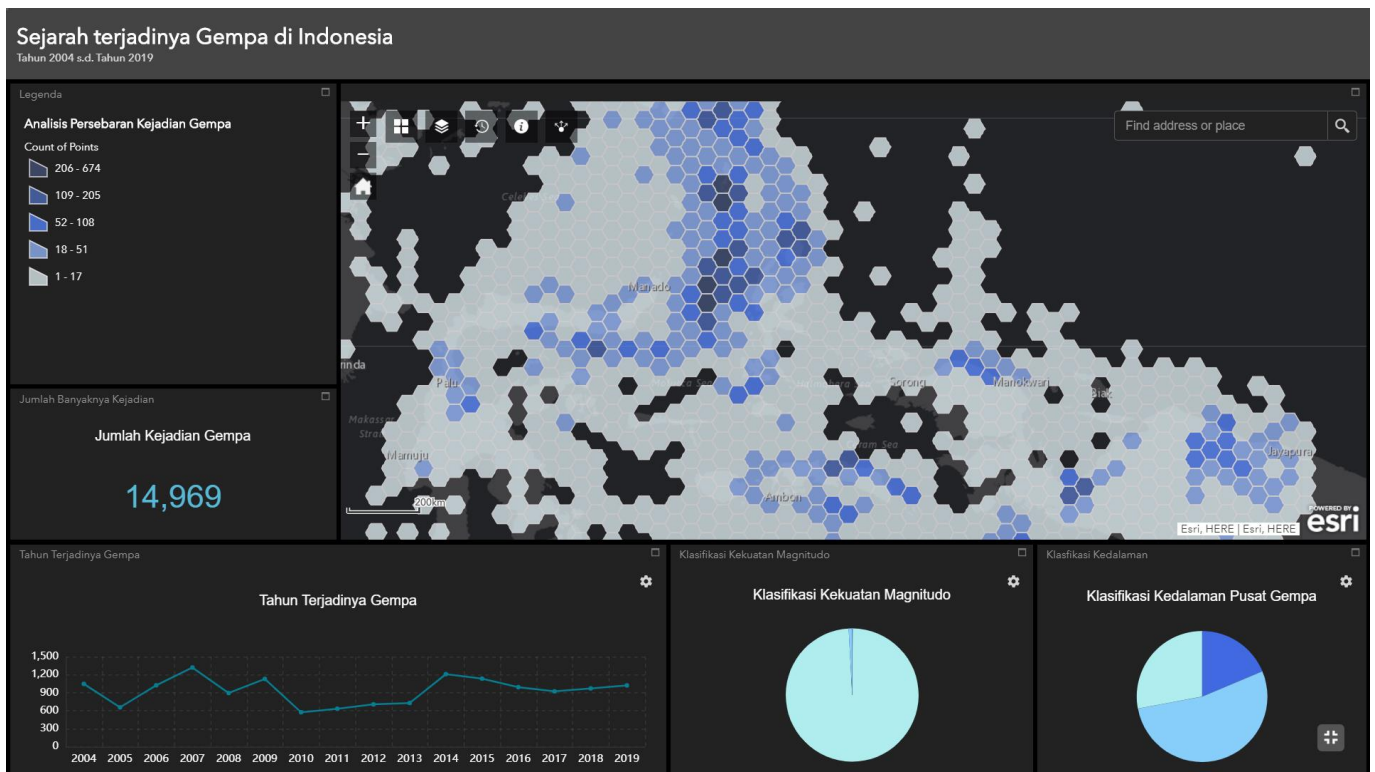 Sejarah terjadinya Gempa di Indonesia
Tahun 2004 s.d. Tahun 2019
Legenda
Analisis Persebaran Kejadian Gempa
Count of Points
206 - 674
109 - 205
52 - 108
18 - 51
1 - 17
Jumlah Banyaknya Kejadian
Jumlah Kejadian Gempa
14,969
Find address or place
Manado
Palu
Sorong
Manokwari
Biak
Makassar
Mamuju
Ambon
Jayapura
200km
Esri, HERE | Esri, HERE
POWERED BY
esri
Tahun Terjadinya Gempa
Tahun Terjadinya Gempa
1,500
1,200
900
600
300
0
2004 2005 2006 2007 2008 2009 2010 2011 2012 2013 2014 2015 2016 2017 2018 2019
Klasifikasi Kekuatan Magnitudo
Klasifikasi Kekuatan Magnitudo
Klasfikasi Kedalaman
Klasifikasi Kedalaman Pusat Gempa